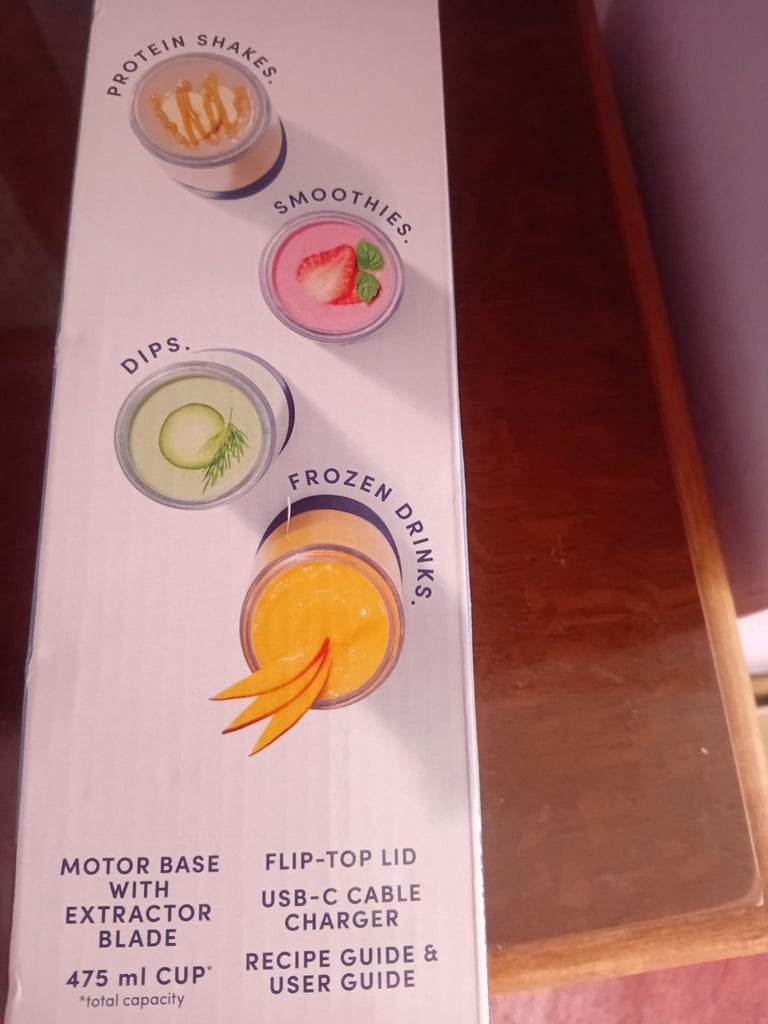 PROTEIN SHAKES.
SMOOTHIES.
DIPS.
FROZEN DRINKS.
MOTOR BASE
WITH
EXTRACTOR
BLADE
475 ml CUP*
*total capacity
FLIP-TOP LID
USB-C CABLE
CHARGER
RECIPE GUIDE &
USER GUIDE